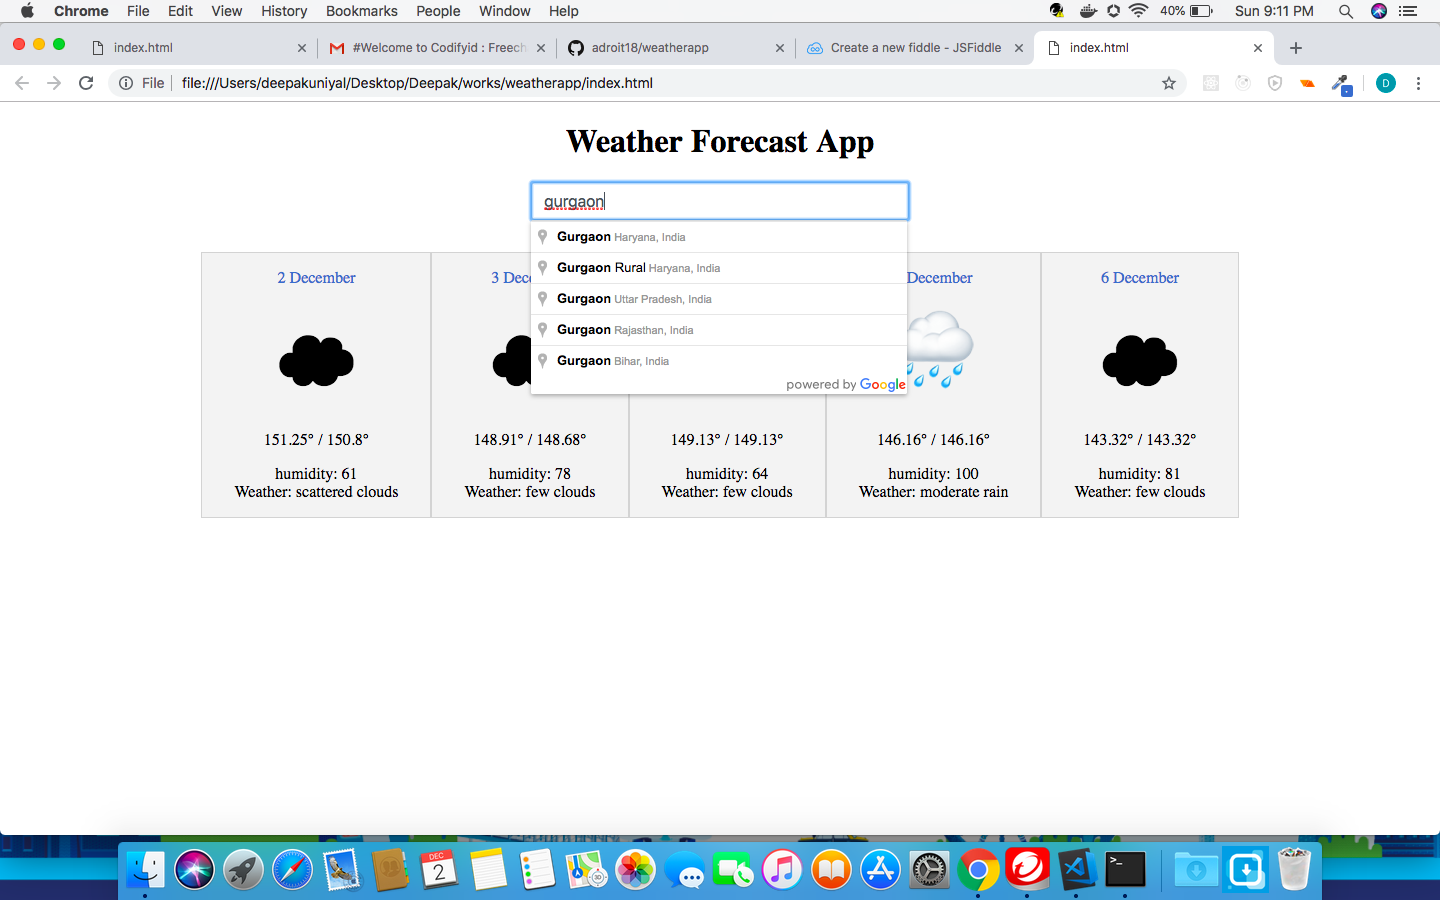 Chrome File Edit View History Bookmarks People Window Help 40% Sun 9:11 PM
index.html #Welcome to Codifyid : Freech adroit18/weatherapp Create a new fiddle - JSFiddle index.html
File file:///Users/deepakuniyal/Desktop/Deepak/works/weatherapp/index.html D
Weather Forecast App
gurgaon
Gurgaon Haryana, India
Gurgaon Rural Haryana, India
Gurgaon Uttar Pradesh, India
Gurgaon Rajasthan, India
Gurgaon Bihar, India
powered by Google
2 December 3 Dece December 6 December
151.25° / 150.8° 148.91° / 148.68° 149.13° / 149.13° 146.16° / 146.16° 143.32° / 143.32°
humidity: 61 humidity: 78 humidity: 64 humidity: 100 humidity: 81
Weather: scattered clouds Weather: few clouds Weather: few clouds Weather: moderate rain Weather: few clouds
DEC
2